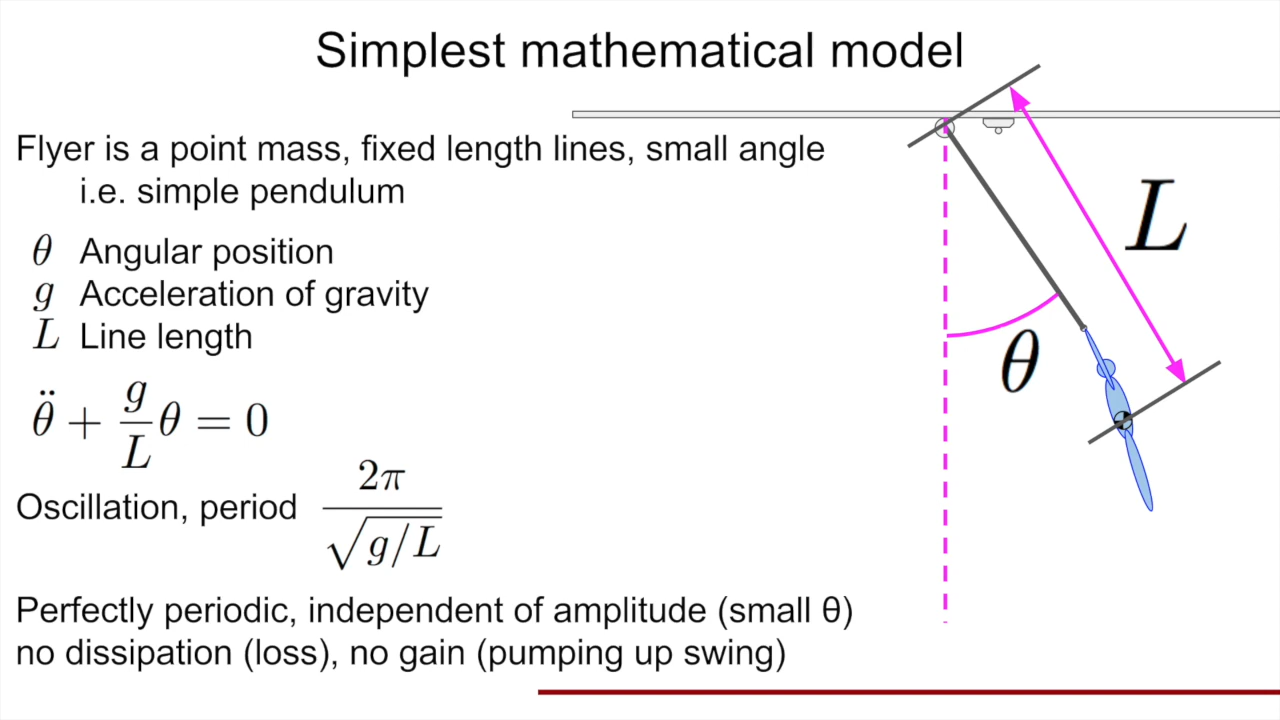 Simplest mathematical model
Flyer is a point mass, fixed length lines, small angle
i.e. simple pendulum
θ Angular position
g Acceleration of gravity
L Line length
θ̈ + g/L θ = 0
Oscillation, period 2π/√(g/L)
Perfectly periodic, independent of amplitude (small θ)
no dissipation (loss), no gain (pumping up swing)
L
θ